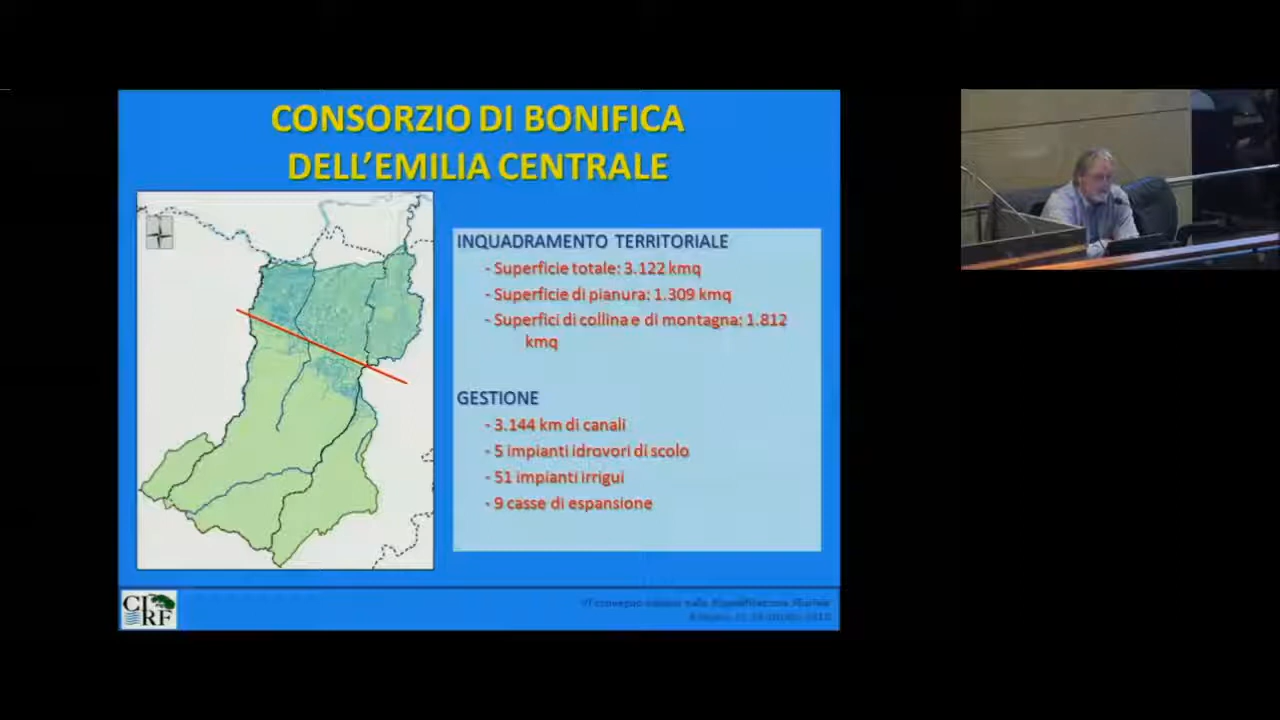 CONSORZIO DI BONIFICA
DELL'EMILIA CENTRALE
INQUADRAMENTO TERRITORIALE
- Superficie totale: 3.122 kmq
- Superficie di pianura: 1.309 kmq
- Superfici di collina e di montagna: 1.812
kmq
GESTIONE
- 3.144 km di canali
- 5 impianti idrovori di scolo
- 51 impianti irrigui
- 9 casse di espansione
CIRF